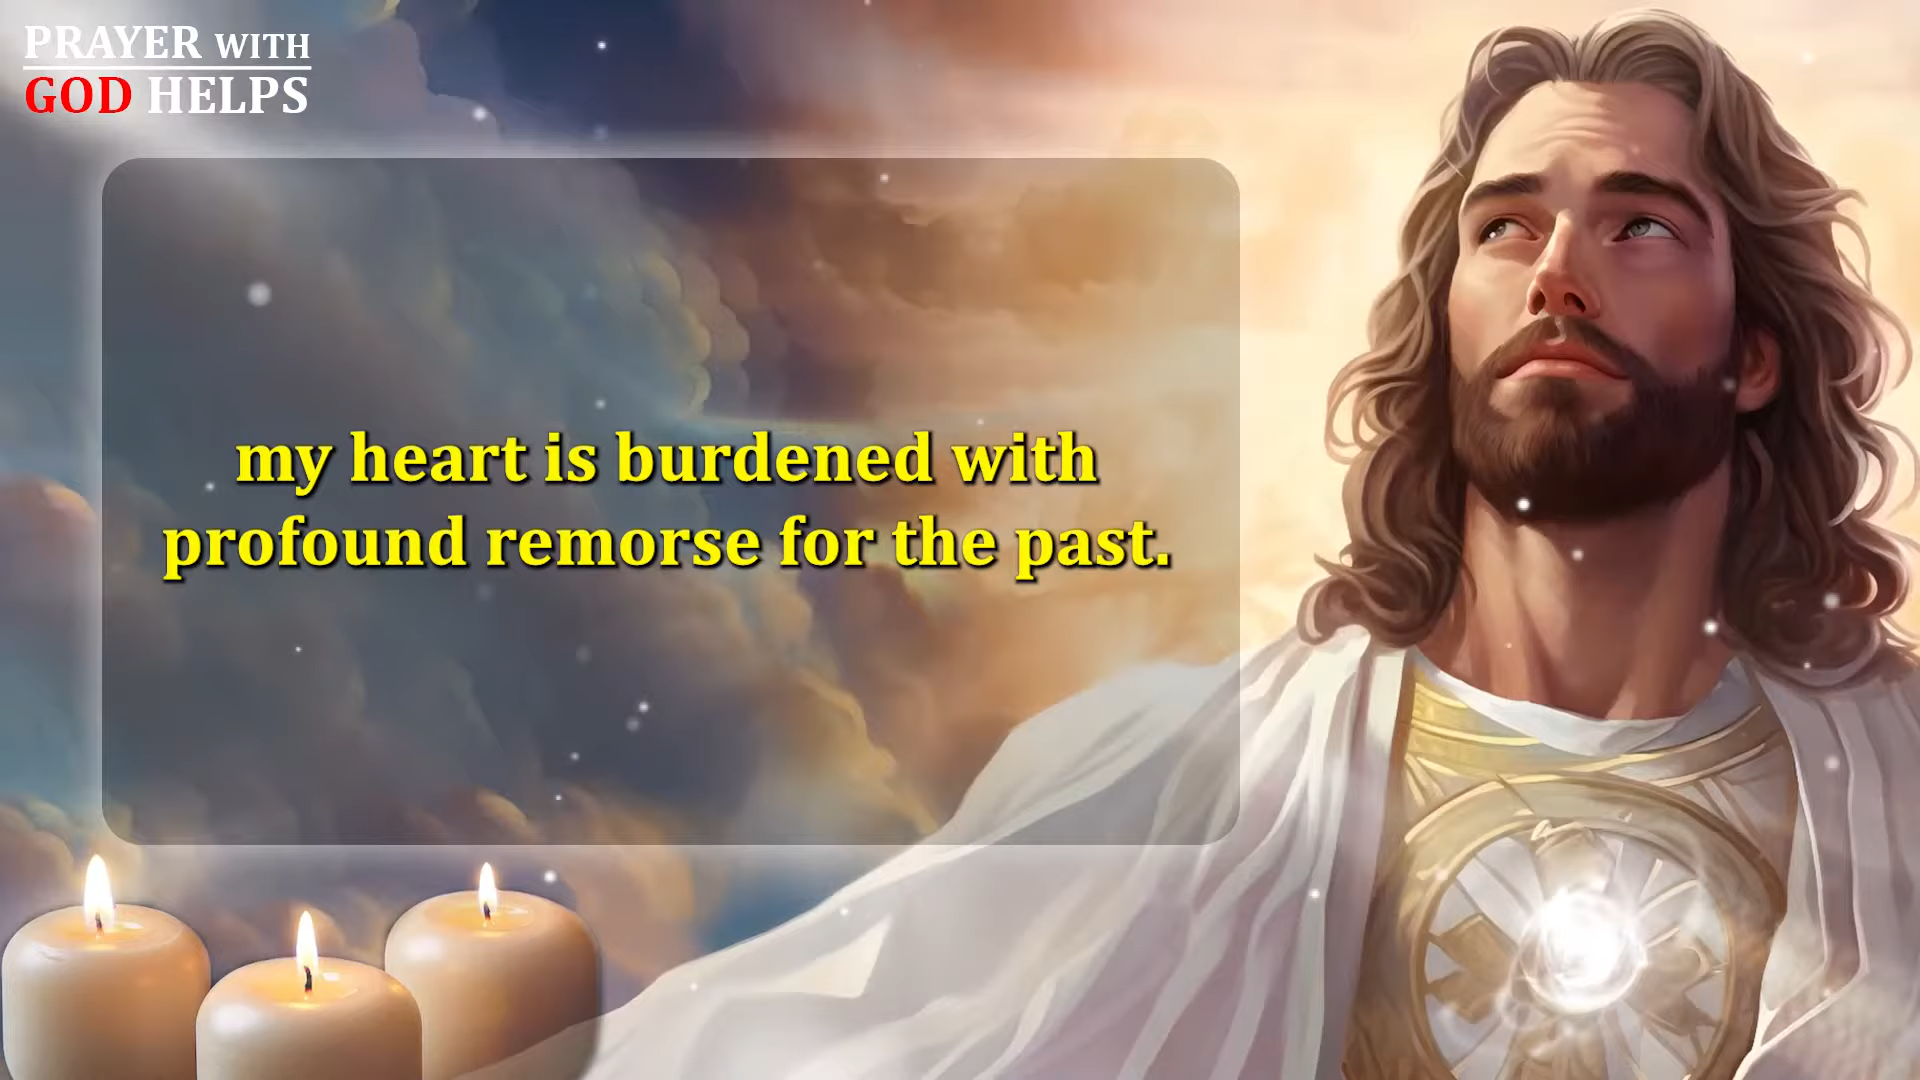 PRAYER WITH
GOD HELPS
my heart is burdened with
profound remorse for the past.